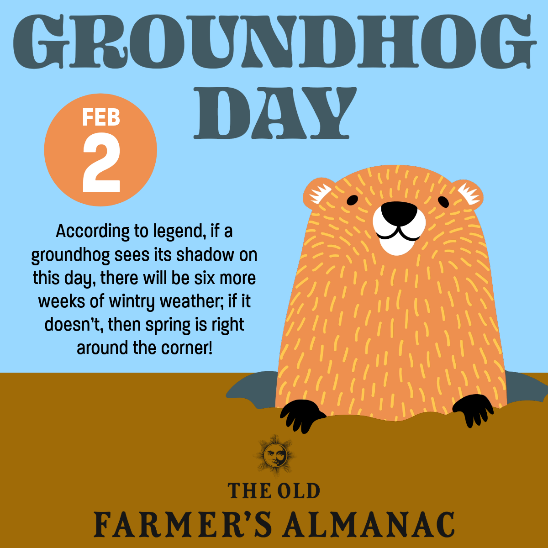 GROUNDHOG
DAY
FEB
2
According to legend, if a
groundhog sees its shadow on
this day, there will be six more
weeks of wintry weather; if it
doesn't, then spring is right
around the corner!
THE OLD
FARMER'S ALMANAC